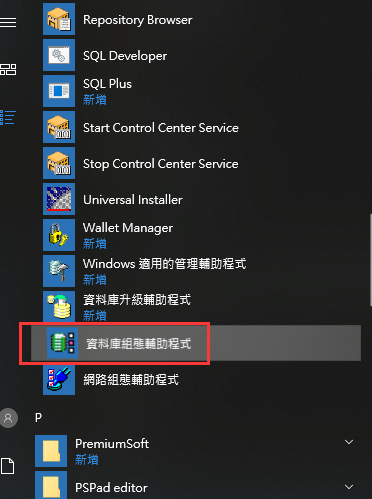 Repository Browser
SQL Developer
SQL Plus
新增
Start Control Center Service
Stop Control Center Service
Universal Installer
Wallet Manager
新增
Windows 適用的管理輔助程式
新增
資料庫升級輔助程式
新增
資料庫組態輔助程式
網路組態輔助程式
P
PremiumSoft
新增
PSPad editor